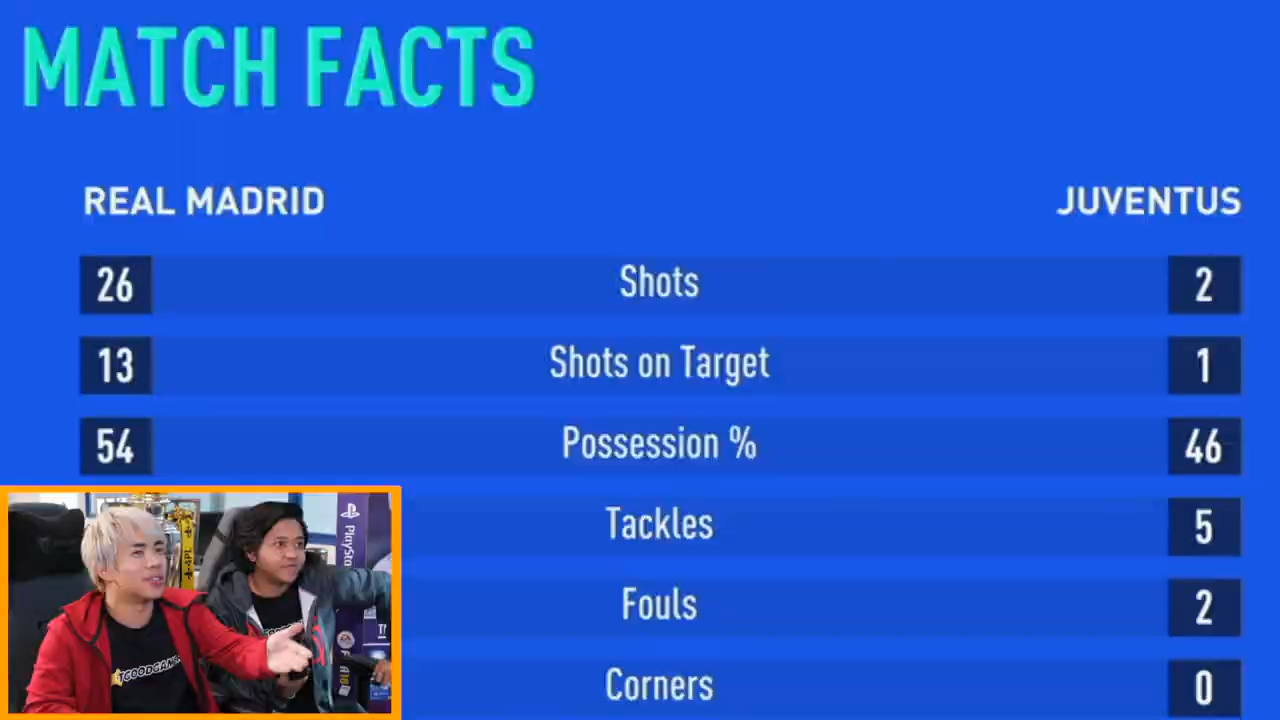 MATCH FACTS
REAL MADRID JUVENTUS
26 Shots 2
13 Shots on Target 1
54 Possession % 46
Tackles 5
Fouls 2
Corners 0